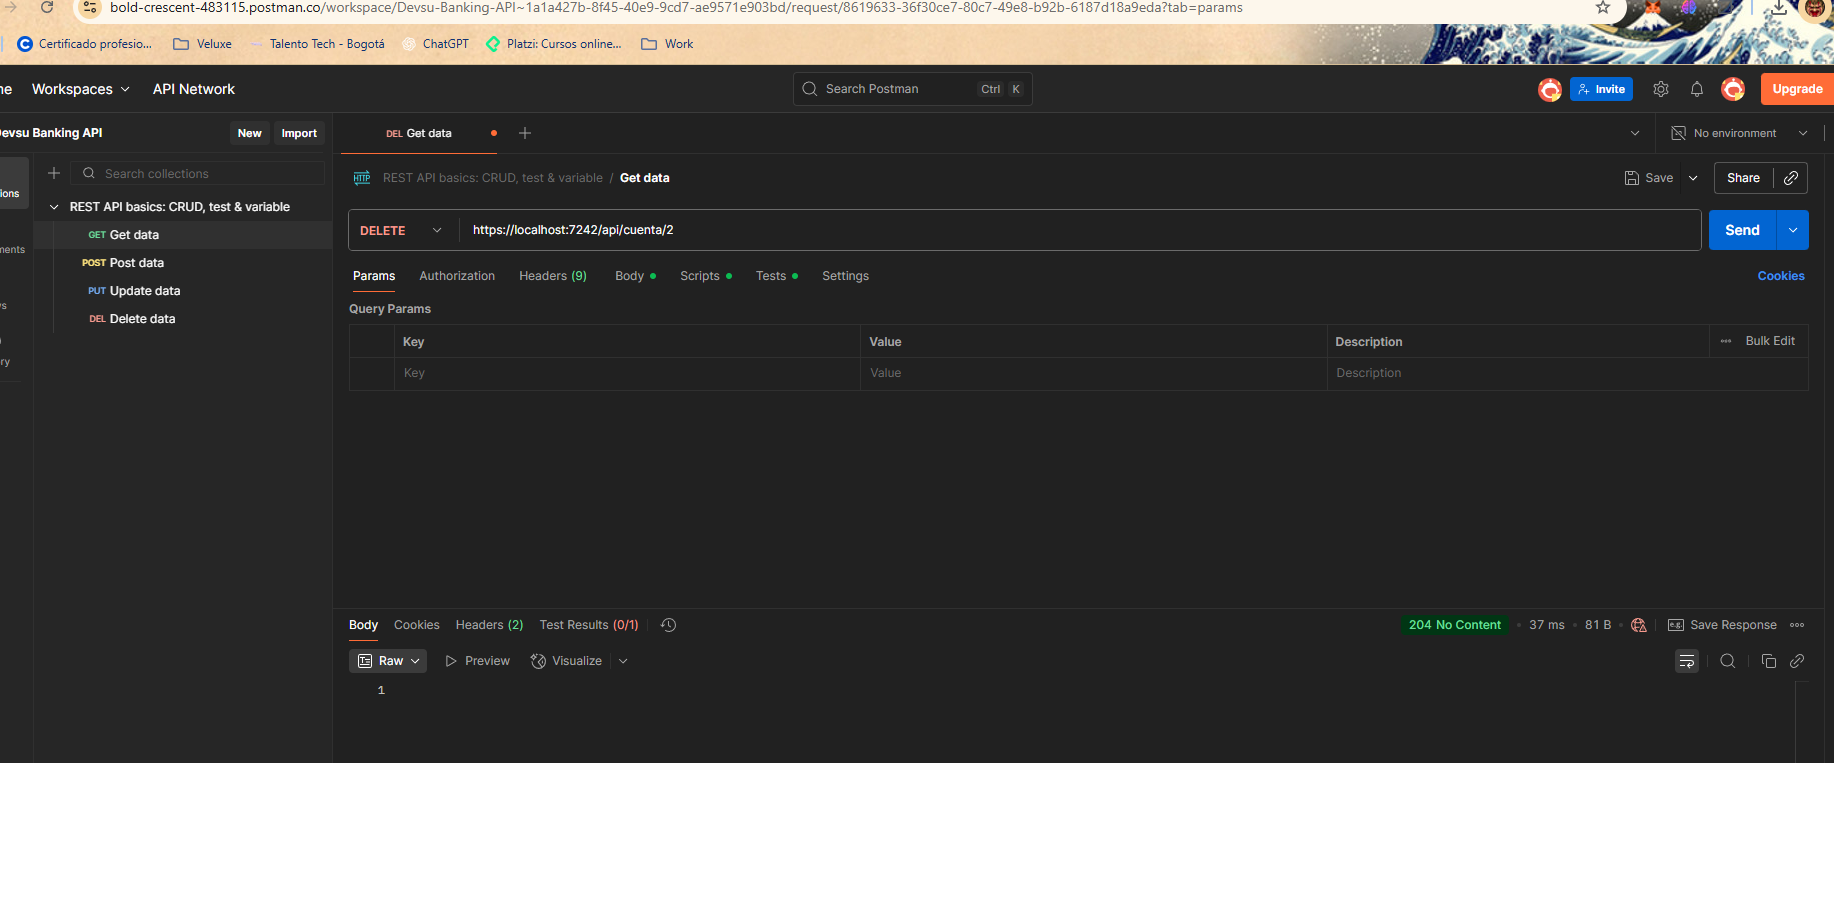 bold-crescent-483115.postman.co/workspace/Devsu-Banking-API~1a1a427b-8f45-40e9-9cd7-ae9571e903bd/request/8619633-36f30ce7-80c7-49e8-b92b-6187d18a9eda?tab=params
Certificado profesio... Veluxe Talento Tech - Bogotá ChatGPT Platzi: Cursos online... Work
ne Workspaces API Network Search Postman Ctrl K Invite Upgrade
Devsu Banking API New Import DEL Get data No environment
Search collections REST API basics: CRUD, test & variable / Get data Save Share
ions
REST API basics: CRUD, test & variable
GET Get data DELETE https://localhost:7242/api/cuenta/2 Send
ments
POST Post data Params Authorization Headers (9) Body Scripts Tests Settings Cookies
PUT Update data
Query Params
DEL Delete data
Key Value Description Bulk Edit
ry
Key Value Description
Body Cookies Headers (2) Test Results (0/1) 204 No Content 37 ms 81 B e.g. Save Response
Raw Preview Visualize
1